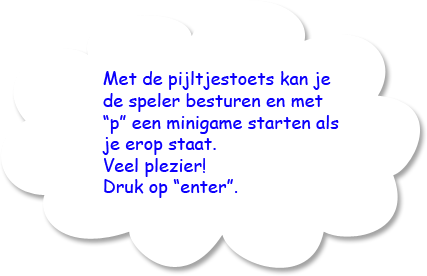 Met de pijltjestoets kan je
de speler besturen en met
“p” een minigame starten als
je erop staat.
Veel plezier!
Druk op “enter”.